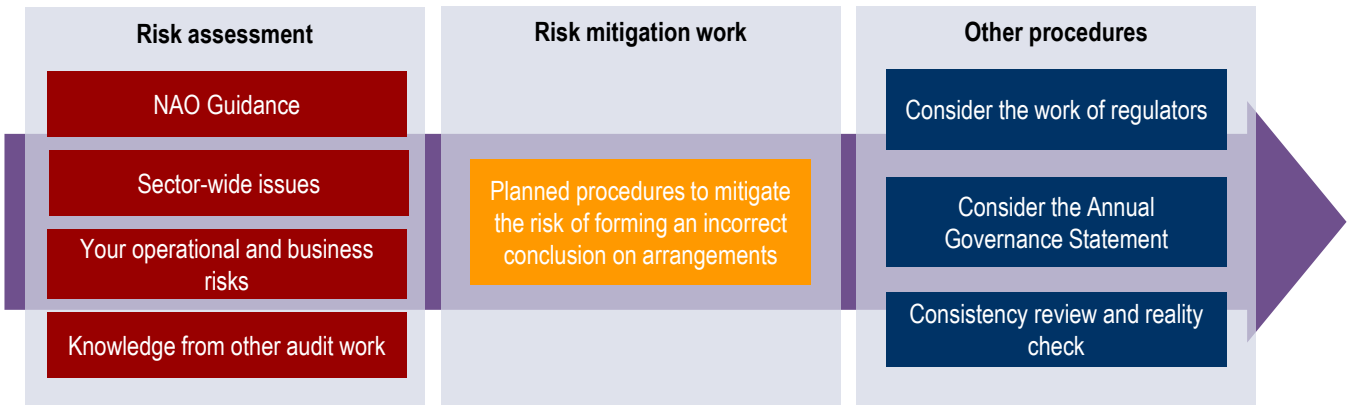 Risk assessment
NAO Guidance
Sector-wide issues
Your operational and business
risks
Knowledge from other audit work
Risk mitigation work
Planned procedures to mitigate
the risk of forming an incorrect
conclusion on arrangements
Other procedures
Consider the work of regulators
Consider the Annual
Governance Statement
Consistency review and reality
check